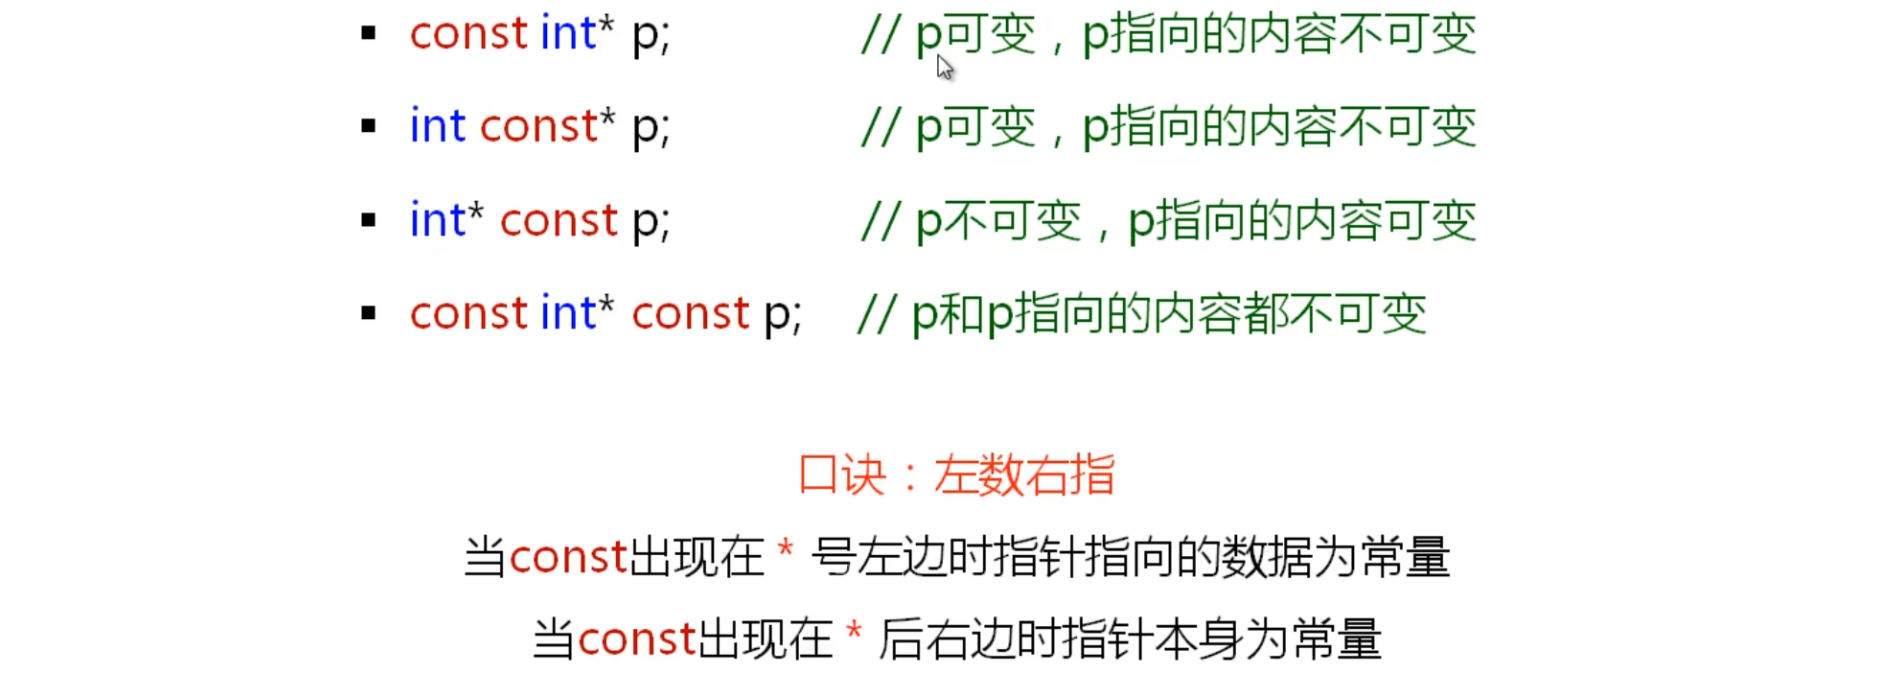 ▪ const int* p; // p可变，p指向的内容不可变
▪ int const* p; // p可变，p指向的内容不可变
▪ int* const p; // p不可变，p指向的内容可变
▪ const int* const p; // p和p指向的内容都不可变
口诀：左数右指
当const出现在 * 号左边时指针指向的数据为常量
当const出现在 * 后右边时指针本身为常量